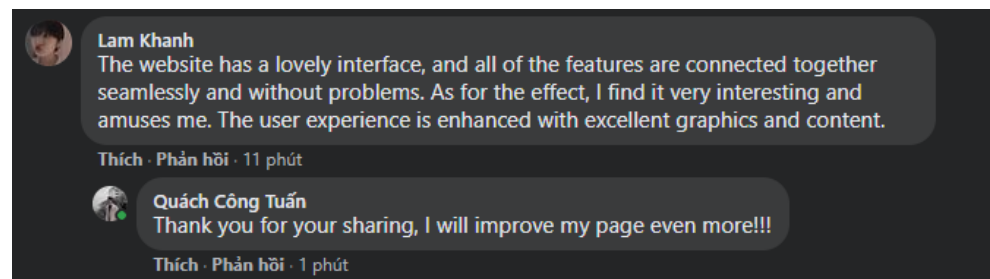 Lam Khanh
The website has a lovely interface, and all of the features are connected together
seamlessly and without problems. As for the effect, I find it very interesting and
amuses me. The user experience is enhanced with excellent graphics and content.
Thích · Phản hồi · 11 phút
Quách Công Tuấn
Thank you for your sharing, I will improve my page even more!!!
Thích · Phản hồi · 1 phút